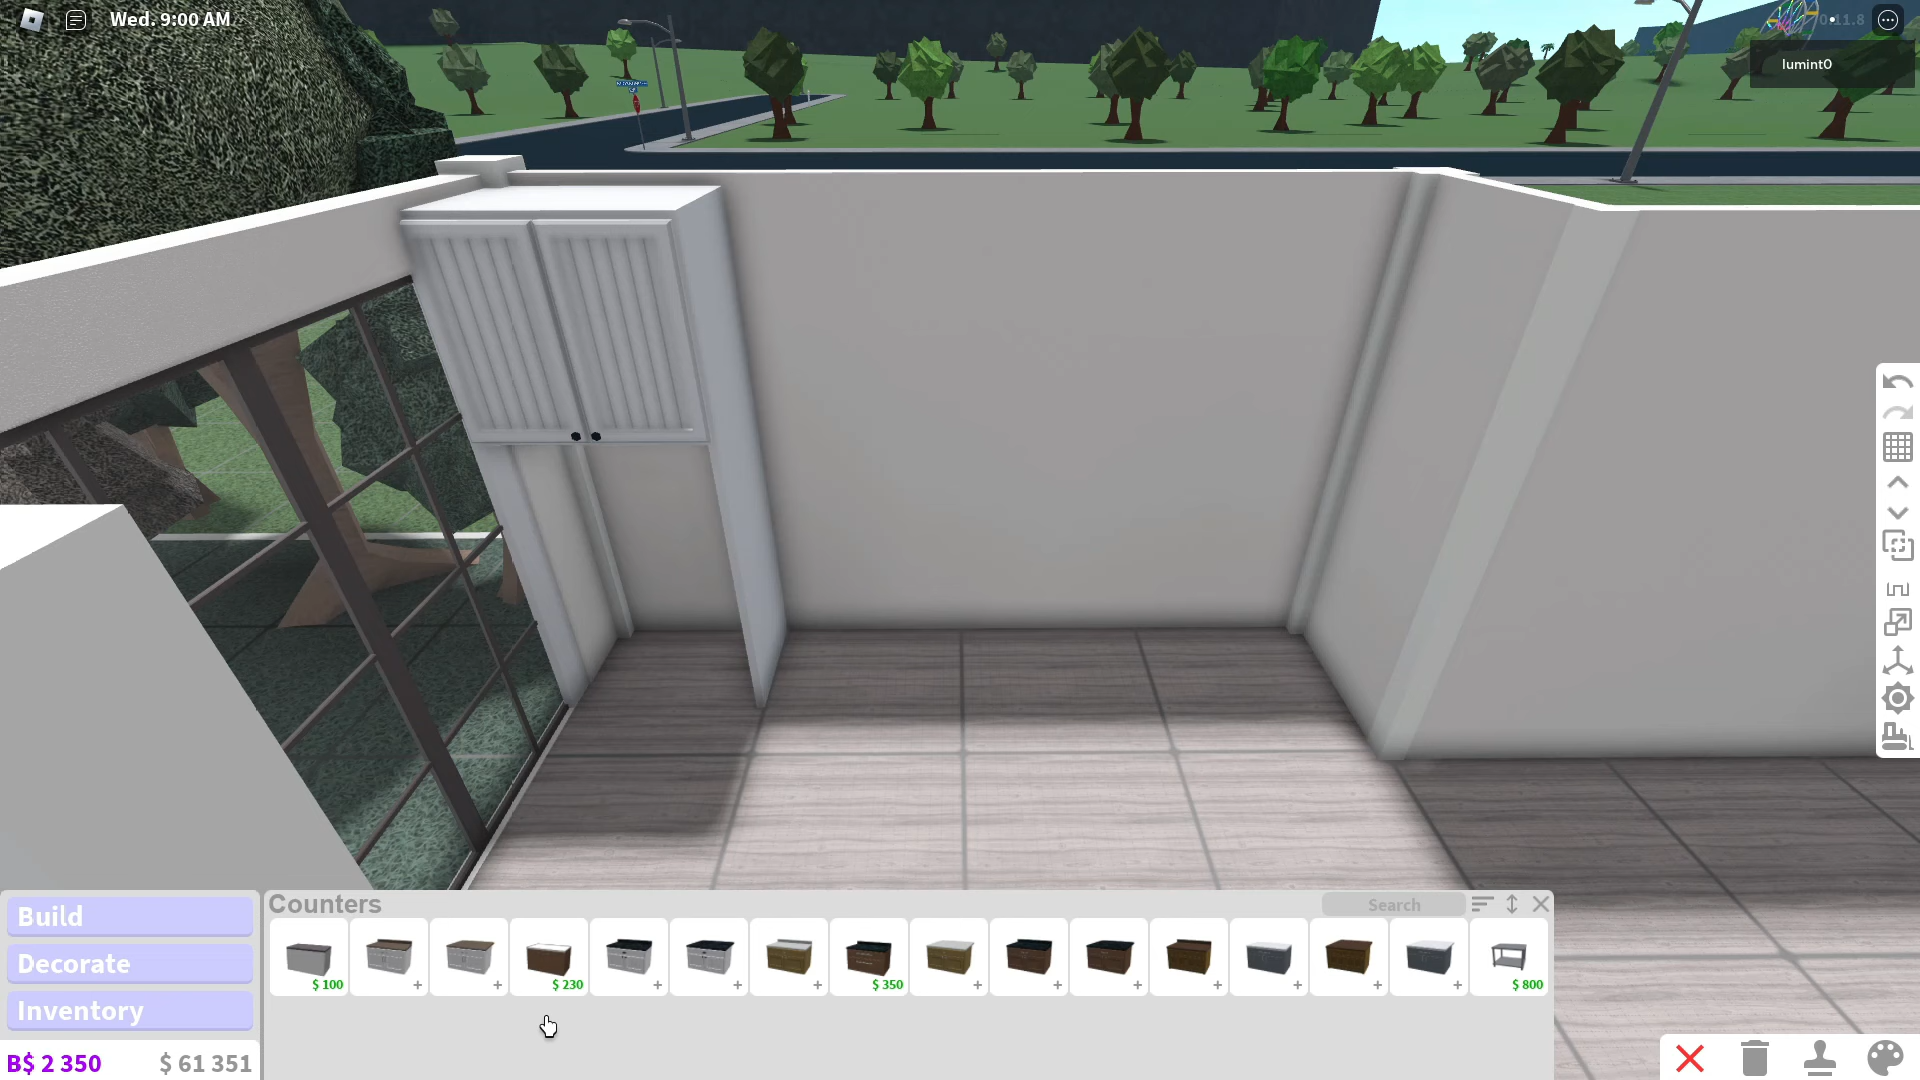 Wed. 9:00 AM
lumint0
Counters
Search
Build
Decorate
Inventory
$ 100
+
+
$ 230
+
+
+
$ 350
+
+
+
+
+
+
+
$ 800
B$ 2 350
$ 61 351